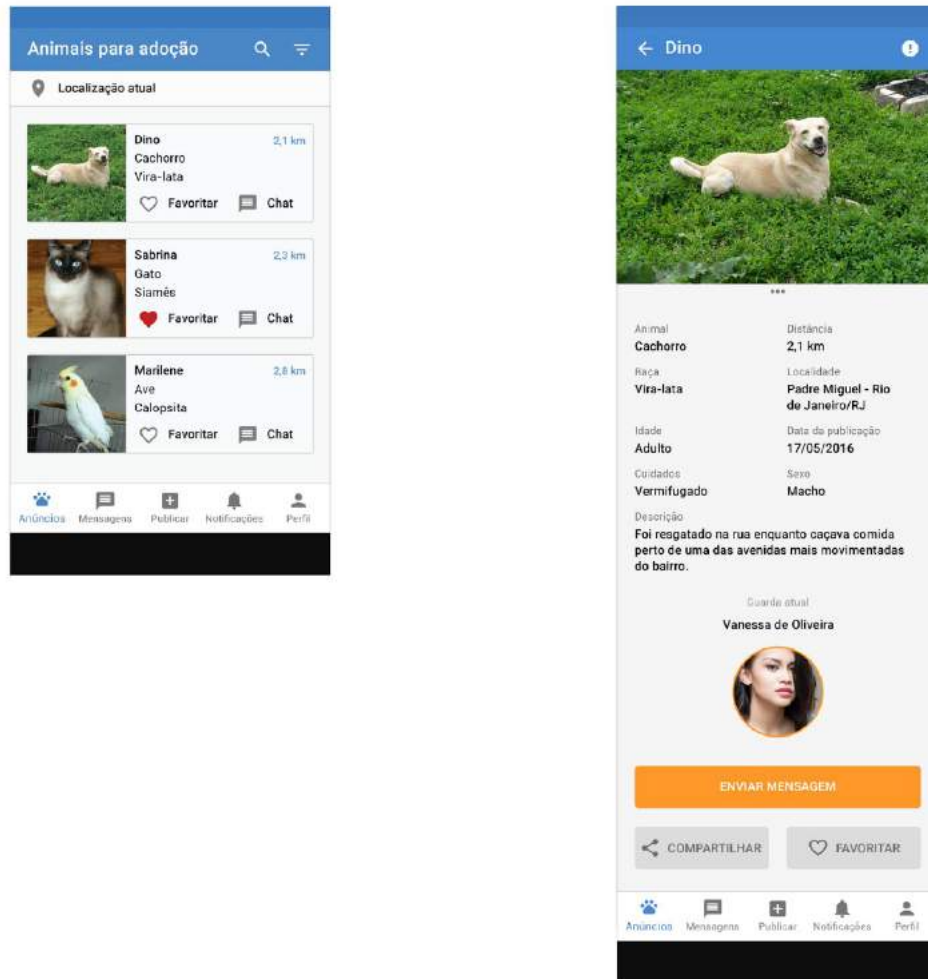 Animais para adoção
Localização atual
Dino
2,1 km
Cachorro
Vira-lata
Favoritar
Chat
Sabrina
2,3 km
Gato
Siamês
Favoritar
Chat
Marilene
2,8 km
Ave
Calopsita
Favoritar
Chat
Anúncios
Mensagens
Publicar
Notificações
Perfil
Dino
Animal
Distância
Cachorro
2,1 km
Raça
Localidade
Vira-lata
Padre Miguel - Rio
de Janeiro/RJ
Idade
Data da publicação
Adulto
17/05/2016
Cuidados
Sexo
Vermifugado
Macho
Descrição
Foi resgatado na rua enquanto caçava comida
perto de uma das avenidas mais movimentadas
do bairro.
Guarda atual
Vanessa de Oliveira
ENVIAR MENSAGEM
COMPARTILHAR
FAVORITAR
Anúncios
Mensagens
Publicar
Notificações
Perfil